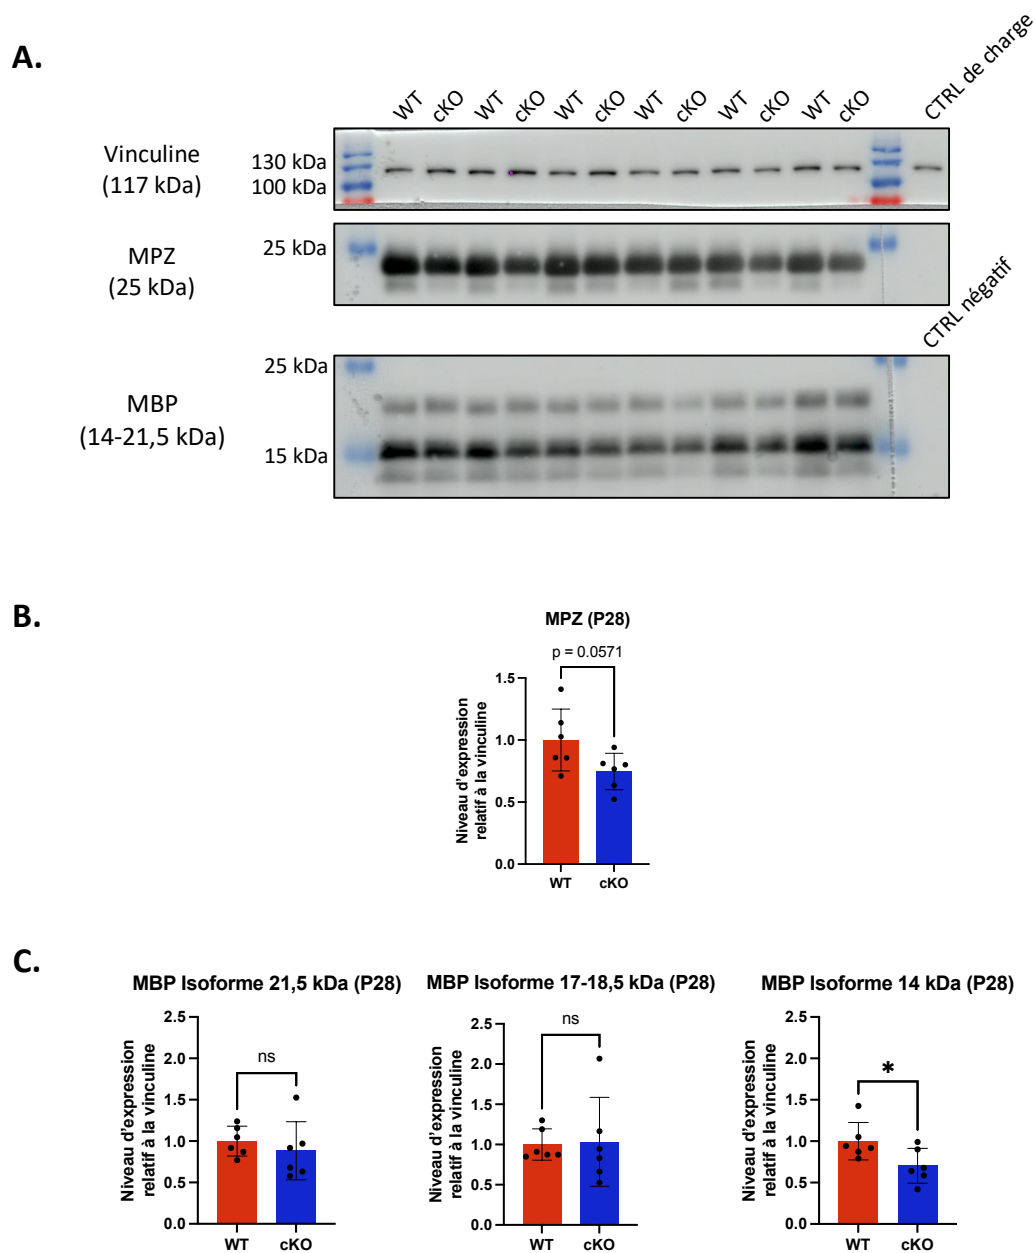 A.
WT cKO WT cKO WT cKO WT cKO WT cKO WT cKO CTRL de charge
Vinculine
(117 kDa)
130 kDa
100 kDa
MPZ
(25 kDa)
25 kDa
CTRL négatif
MBP
(14-21,5 kDa)
25 kDa
15 kDa
B.
MPZ (P28)
p = 0.0571
Niveau d'expression
relatif à la vinculine
1.5
1.0
0.5
0.0
WT cKO
C.
MBP Isoforme 21,5 kDa (P28)
Niveau d'expression
relatif à la vinculine
2.5
2.0
1.5
1.0
0.5
0.0
ns
WT cKO
MBP Isoforme 17-18,5 kDa (P28)
Niveau d'expression
relatif à la vinculine
2.5
2.0
1.5
1.0
0.5
0.0
ns
WT cKO
MBP Isoforme 14 kDa (P28)
Niveau d'expression
relatif à la vinculine
2.5
2.0
1.5
1.0
0.5
0.0
*
WT cKO